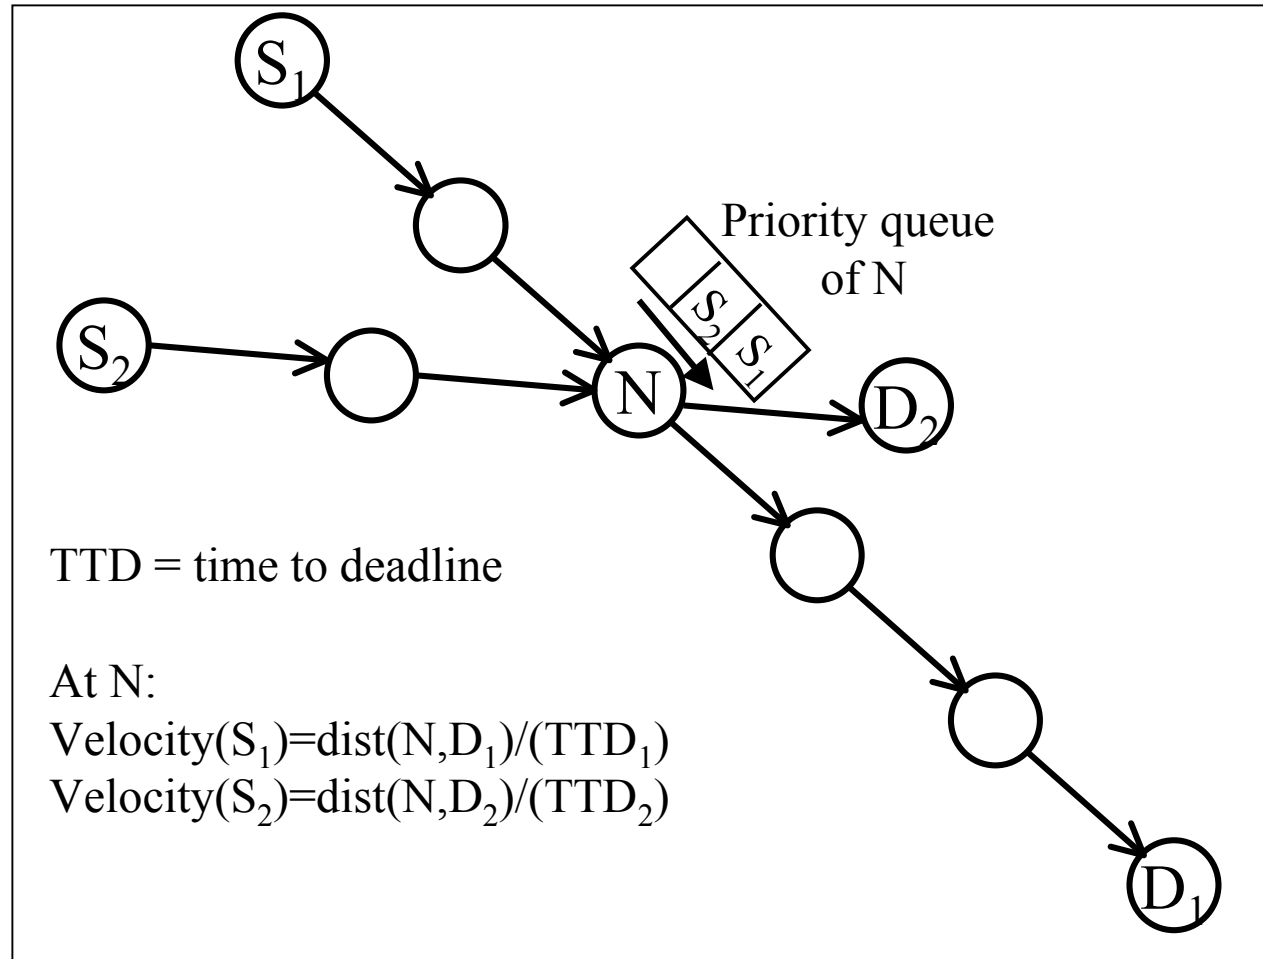 S₁
Priority queue
of N
S₂
S₁
S₂
N
D₂
TTD = time to deadline
At N:
Velocity(S₁)=dist(N,D₁)/(TTD₁)
Velocity(S₂)=dist(N,D₂)/(TTD₂)
D₁